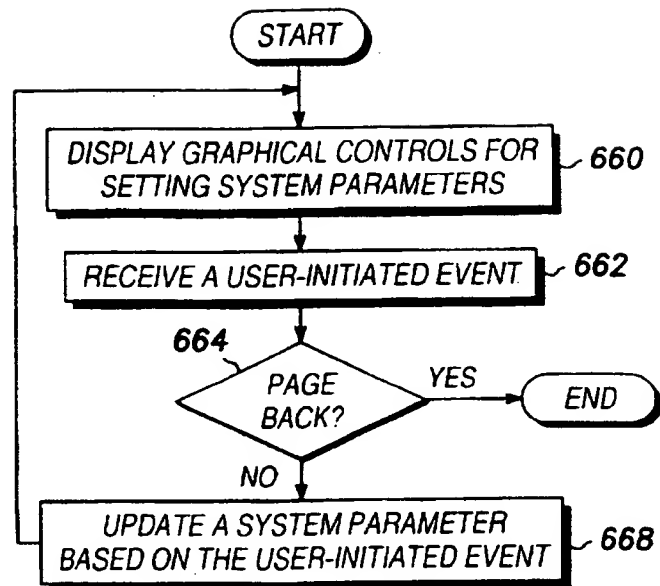 START
DISPLAY GRAPHICAL CONTROLS FOR
SETTING SYSTEM PARAMETERS
660
RECEIVE A USER-INITIATED EVENT
662
664
PAGE
BACK?
YES
END
NO
UPDATE A SYSTEM PARAMETER
BASED ON THE USER-INITIATED EVENT
668